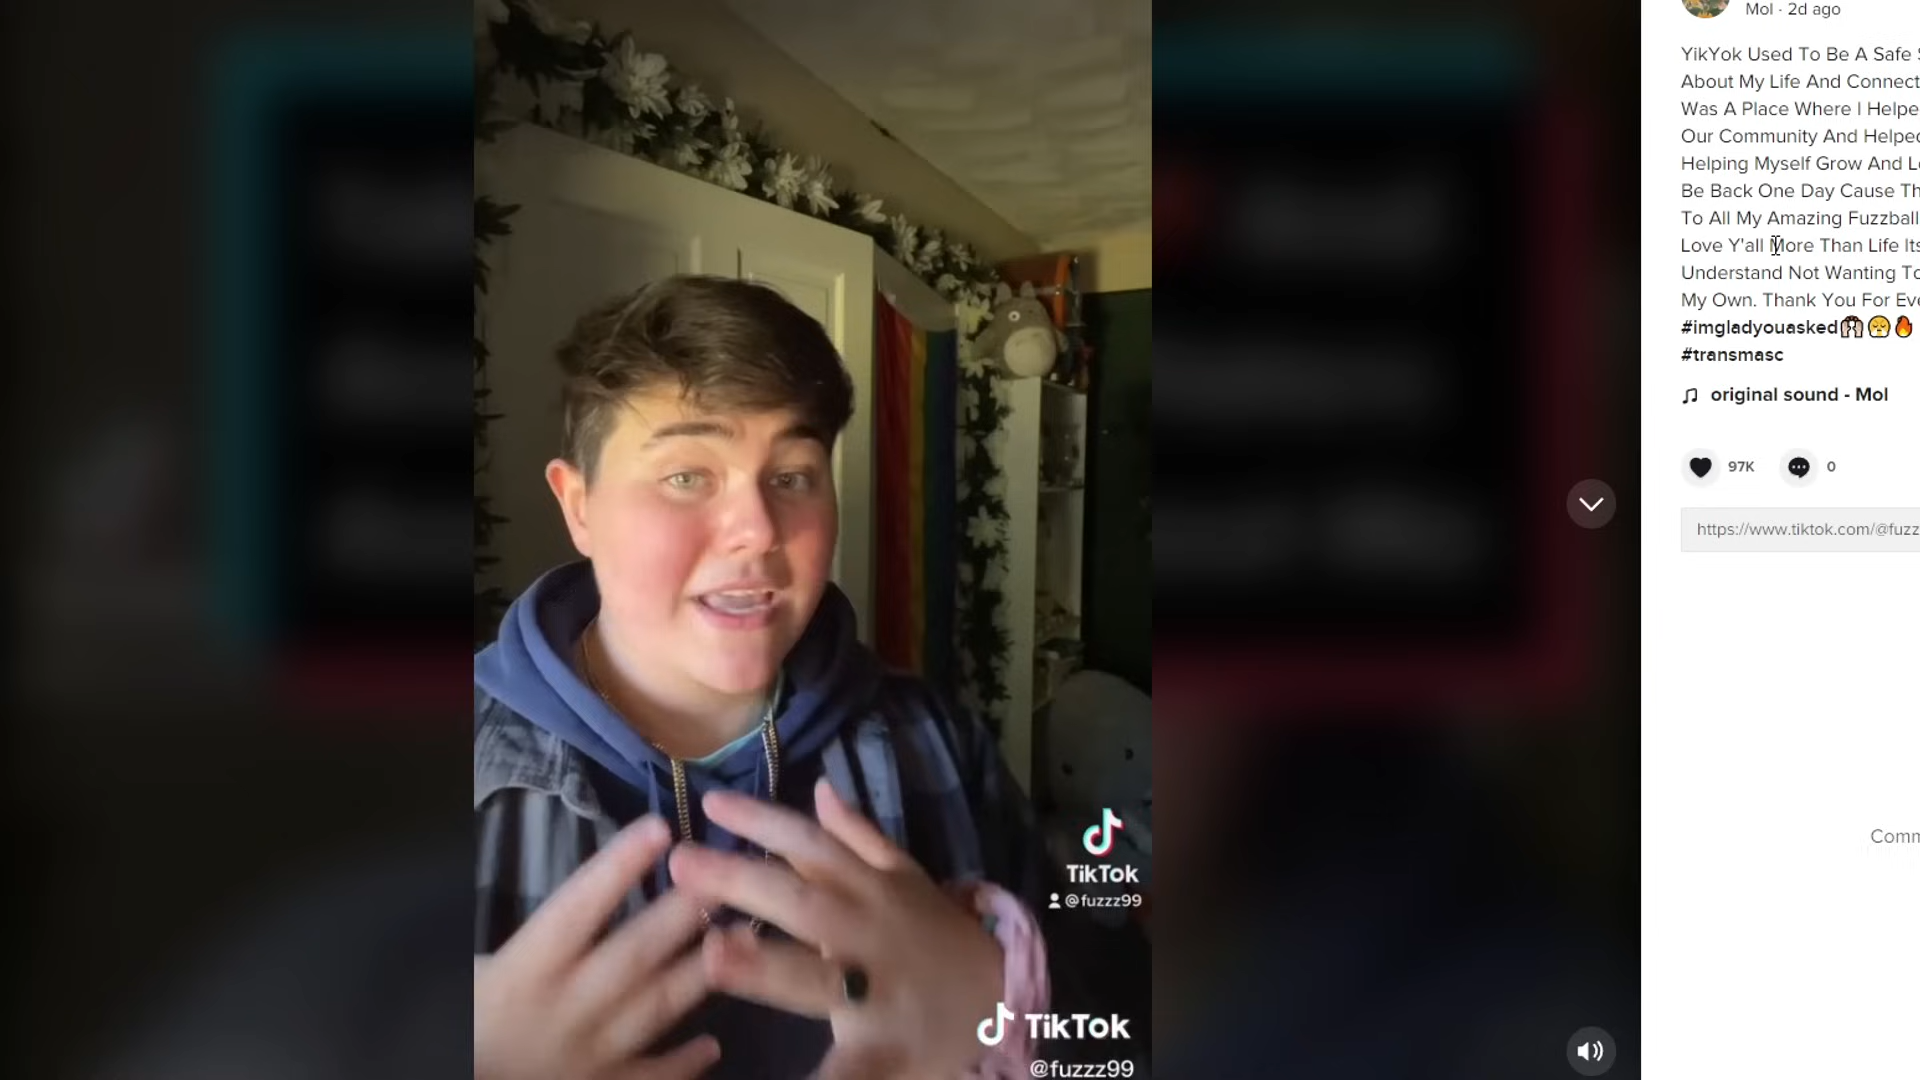 Mol · 2d ago
YikYok Used To Be A Safe
About My Life And Connect
Was A Place Where I Helpe
Our Community And Helped
Helping Myself Grow And L
Be Back One Day Cause Th
To All My Amazing Fuzzball
Love Y'all More Than Life Its
Understand Not Wanting To
My Own. Thank You For Eve
#imgladyouasked
#transmasc
original sound - Mol
97K
0
https://www.tiktok.com/@fuzz
Comm
TikTok
@fuzzz99
TikTok
@fuzzz99